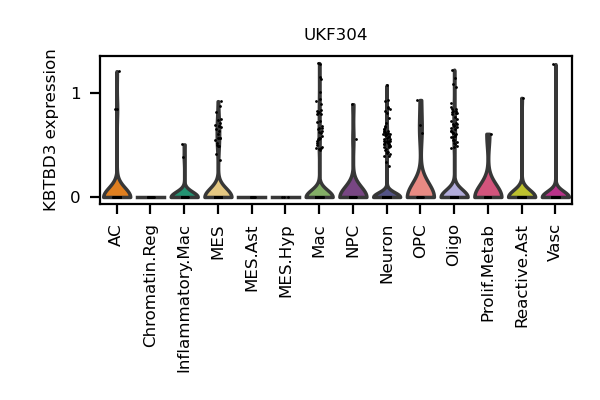 UKF304
KBTBD3 expression
1
0
AC
Chromatin.Reg
Inflammatory.Mac
MES
MES.Ast
MES.Hyp
Mac
NPC
Neuron
OPC
Oligo
Prolif.Metab
Reactive.Ast
Vasc